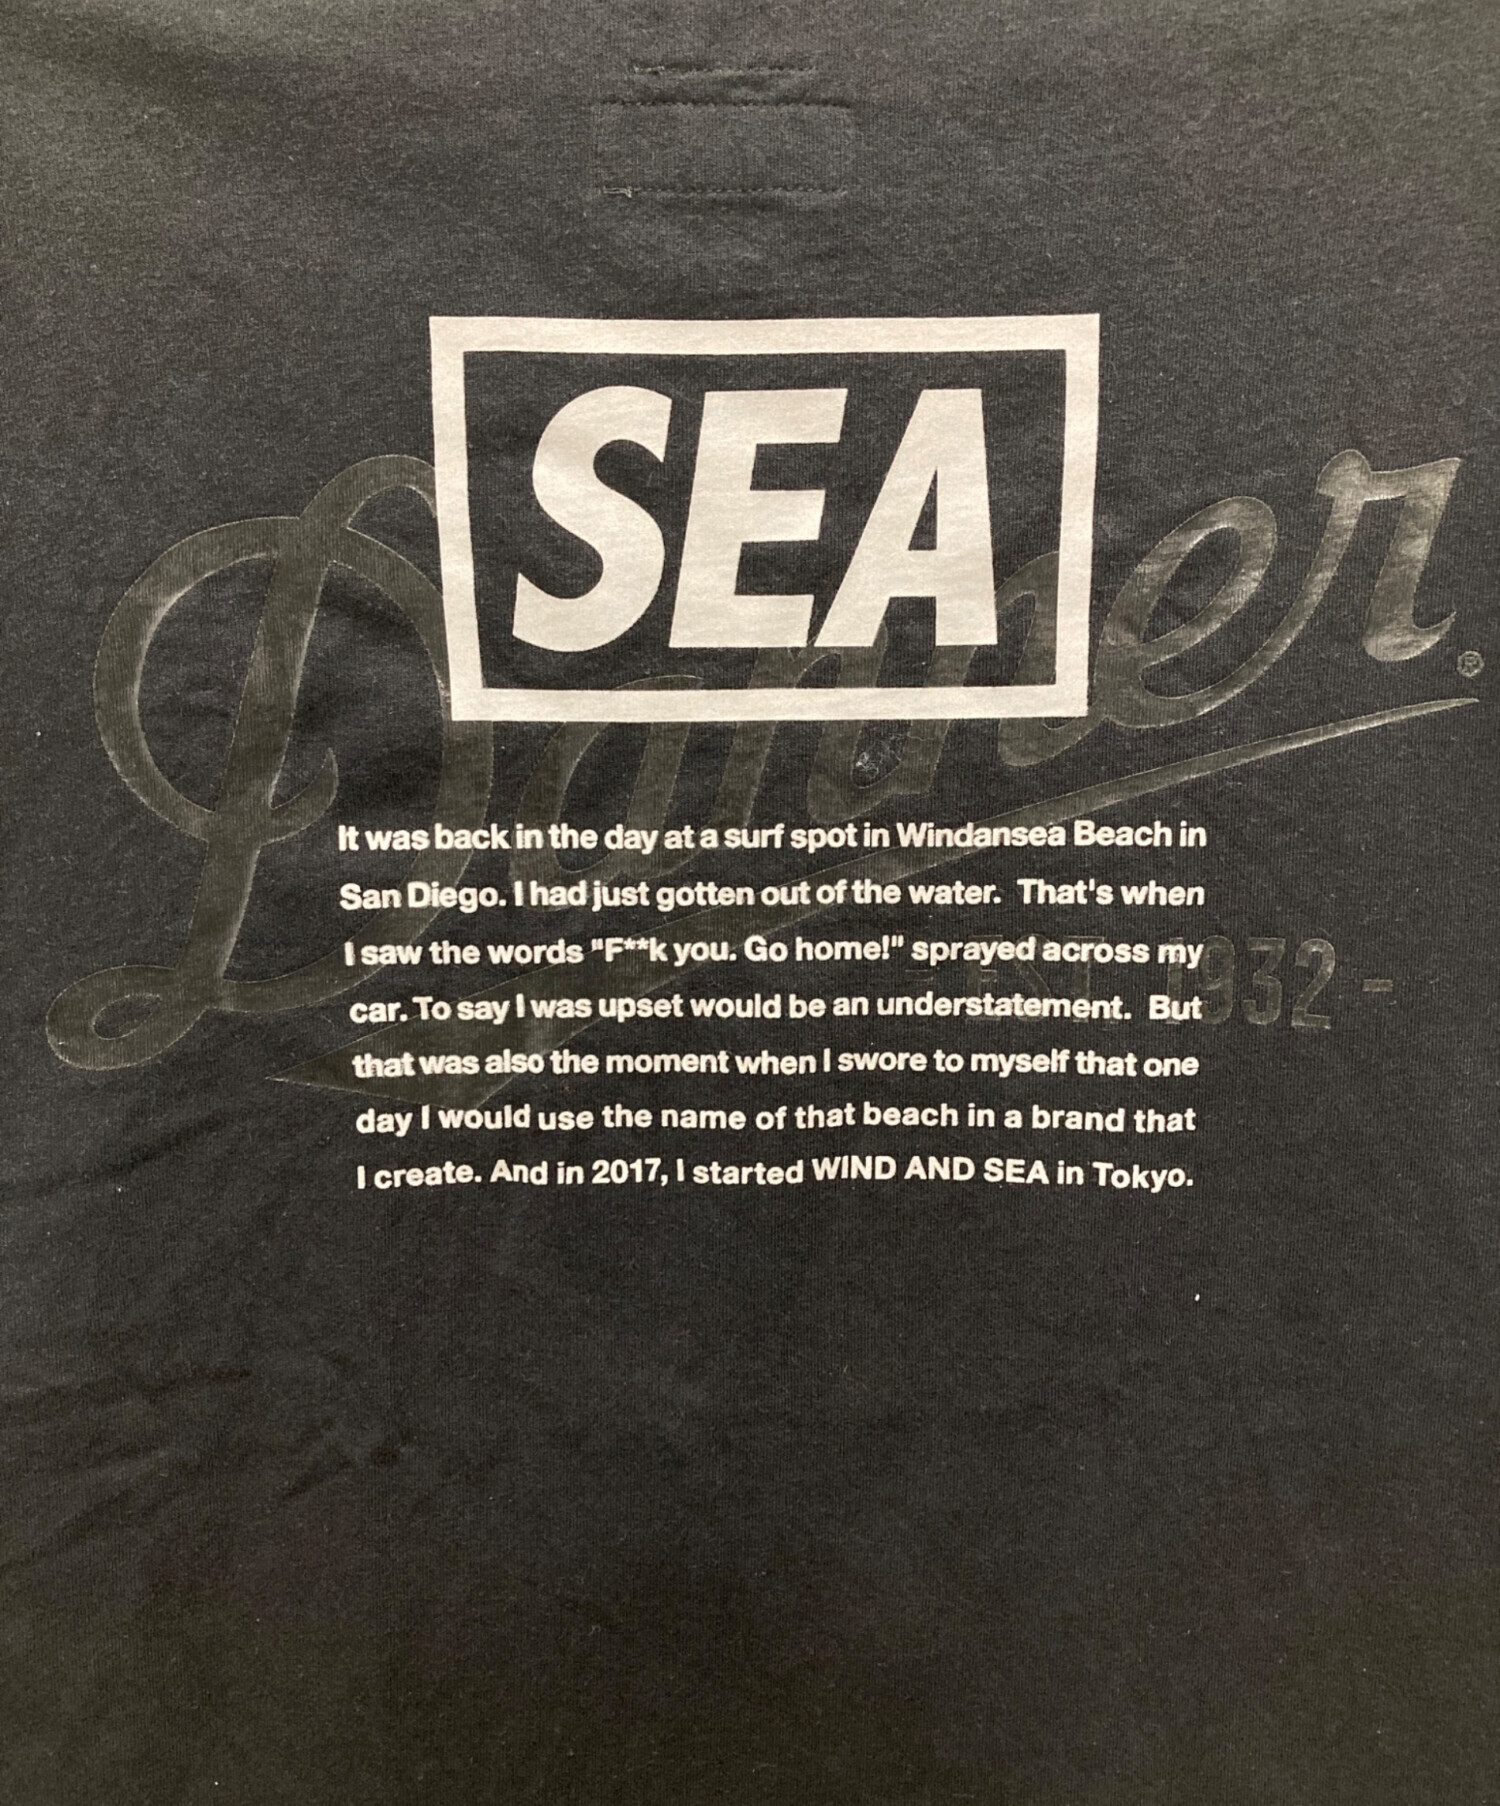 SEA
Danner®
It was back in the day at a surf spot in Windansea Beach in
San Diego. I had just gotten out of the water.  That's when
I saw the words "F**k you. Go home!" sprayed across my
- EST. 1932 -
car. To say I was upset would be an understatement.  But
that was also the moment when I swore to myself that one
day I would use the name of that beach in a brand that
I create. And in 2017, I started WIND AND SEA in Tokyo.